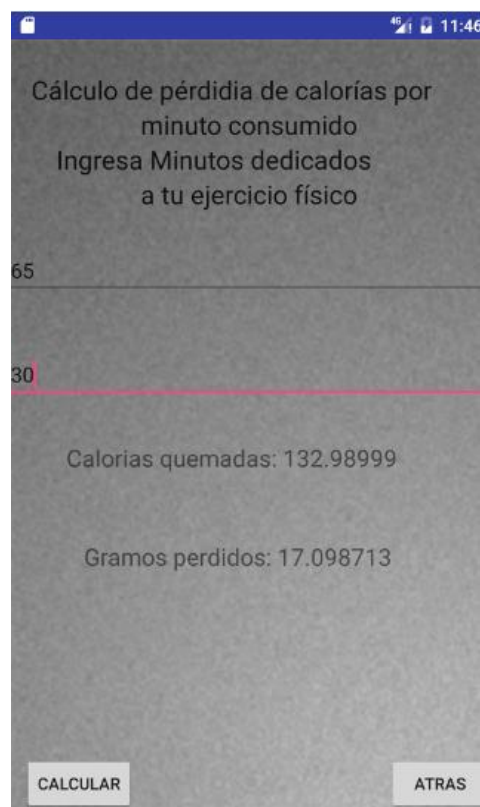 4G 11:46
Cálculo de pérdidia de calorías por
minuto consumido
Ingresa Minutos dedicados
a tu ejercicio físico
65
30
Calorias quemadas: 132.98999
Gramos perdidos: 17.098713
CALCULAR ATRAS